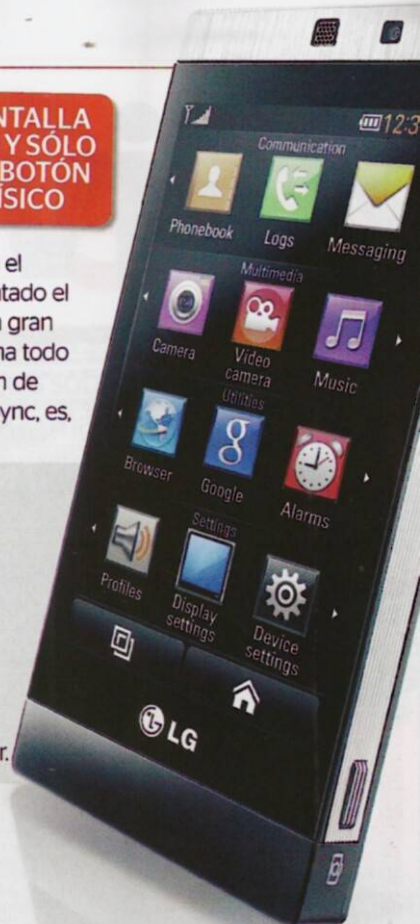 NTALLA
Y SÓLO
BOTÓN
ÍSICO
el
tado el
gran
na todo
n de
ync, es,
r.
12:3
Communication
Phonebook Logs Messaging
Multimedia
Camera Video camera Music
Utilities
Browser Google Alarms
Settings
Profiles Display settings Device settings
LG